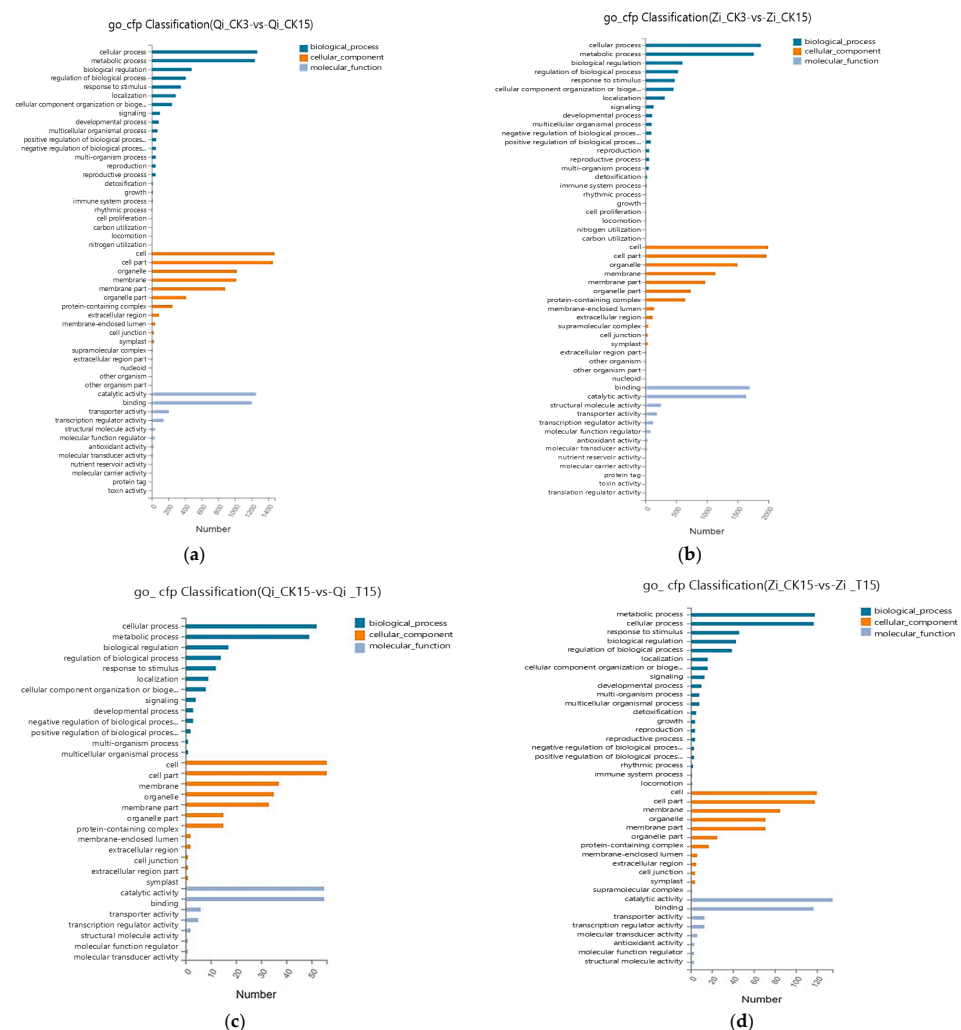 go_cfp Classification(Qi_CK3-vs-Qi_CK15)
cellular process
metabolic process
biological regulation
regulation of biological process
response to stimulus
localization
cellular component organization or bioge...
signaling
developmental process
multicellular organismal process
positive regulation of biological proces...
negative regulation of biological proces...
multi-organism process
reproduction
reproductive process
detoxification
growth
immune system process
rhythmic process
cell proliferation
carbon utilization
locomotion
nitrogen utilization
cell
cell part
organelle
membrane
membrane part
organelle part
protein-containing complex
extracellular region
membrane-enclosed lumen
cell junction
symplast
supramolecular complex
extracellular region part
nucleoid
other organism
other organism part
catalytic activity
binding
transporter activity
transcription regulator activity
structural molecule activity
molecular function regulator
antioxidant activity
molecular transducer activity
nutrient reservoir activity
molecular carrier activity
protein tag
toxin activity
0 200 400 600 800 1000 1200 1400
Number
biological_process
cellular_component
molecular_function
(a)
go_cfp Classification(Zi_CK3-vs-Zi_CK15)
cellular process
metabolic process
biological regulation
regulation of biological process
response to stimulus
cellular component organization or bioge...
localization
signaling
developmental process
multicellular organismal process
negative regulation of biological proces...
positive regulation of biological proces...
reproduction
reproductive process
multi-organism process
detoxification
immune system process
rhythmic process
growth
cell proliferation
locomotion
nitrogen utilization
carbon utilization
cell
cell part
organelle
membrane
membrane part
organelle part
protein-containing complex
membrane-enclosed lumen
extracellular region
supramolecular complex
cell junction
symplast
extracellular region part
other organism
other organism part
nucleoid
binding
catalytic activity
structural molecule activity
transporter activity
transcription regulator activity
molecular function regulator
antioxidant activity
molecular transducer activity
nutrient reservoir activity
molecular carrier activity
protein tag
toxin activity
translation regulator activity
0 500 1000 1500 2000
Number
biological_process
cellular_component
molecular_function
(b)
go_ cfp Classification(Qi_CK15-vs-Qi _T15)
cellular process
metabolic process
biological regulation
regulation of biological process
response to stimulus
localization
cellular component organization or bioge...
signaling
developmental process
negative regulation of biological proces...
positive regulation of biological proces...
multi-organism process
multicellular organismal process
cell
cell part
membrane
organelle
membrane part
organelle part
protein-containing complex
membrane-enclosed lumen
extracellular region
cell junction
extracellular region part
symplast
catalytic activity
binding
transporter activity
transcription regulator activity
structural molecule activity
molecular function regulator
molecular transducer activity
0 10 20 30 40 50
Number
biological_process
cellular_component
molecular_function
(c)
go_ cfp Classification(Zi_CK15-vs-Zi _T15)
metabolic process
cellular process
response to stimulus
biological regulation
regulation of biological process
localization
cellular component organization or bioge...
signaling
developmental process
multi-organism process
multicellular organismal process
detoxification
growth
reproduction
reproductive process
negative regulation of biological proces...
positive regulation of biological proces...
rhythmic process
immune system process
locomotion
cell
cell part
membrane
organelle
membrane part
organelle part
protein-containing complex
membrane-enclosed lumen
extracellular region
cell junction
symplast
supramolecular complex
catalytic activity
binding
transporter activity
transcription regulator activity
molecular transducer activity
antioxidant activity
molecular function regulator
structural molecule activity
0 20 40 60 80 100 120
Number
biological_process
cellular_component
molecular_function
(d)